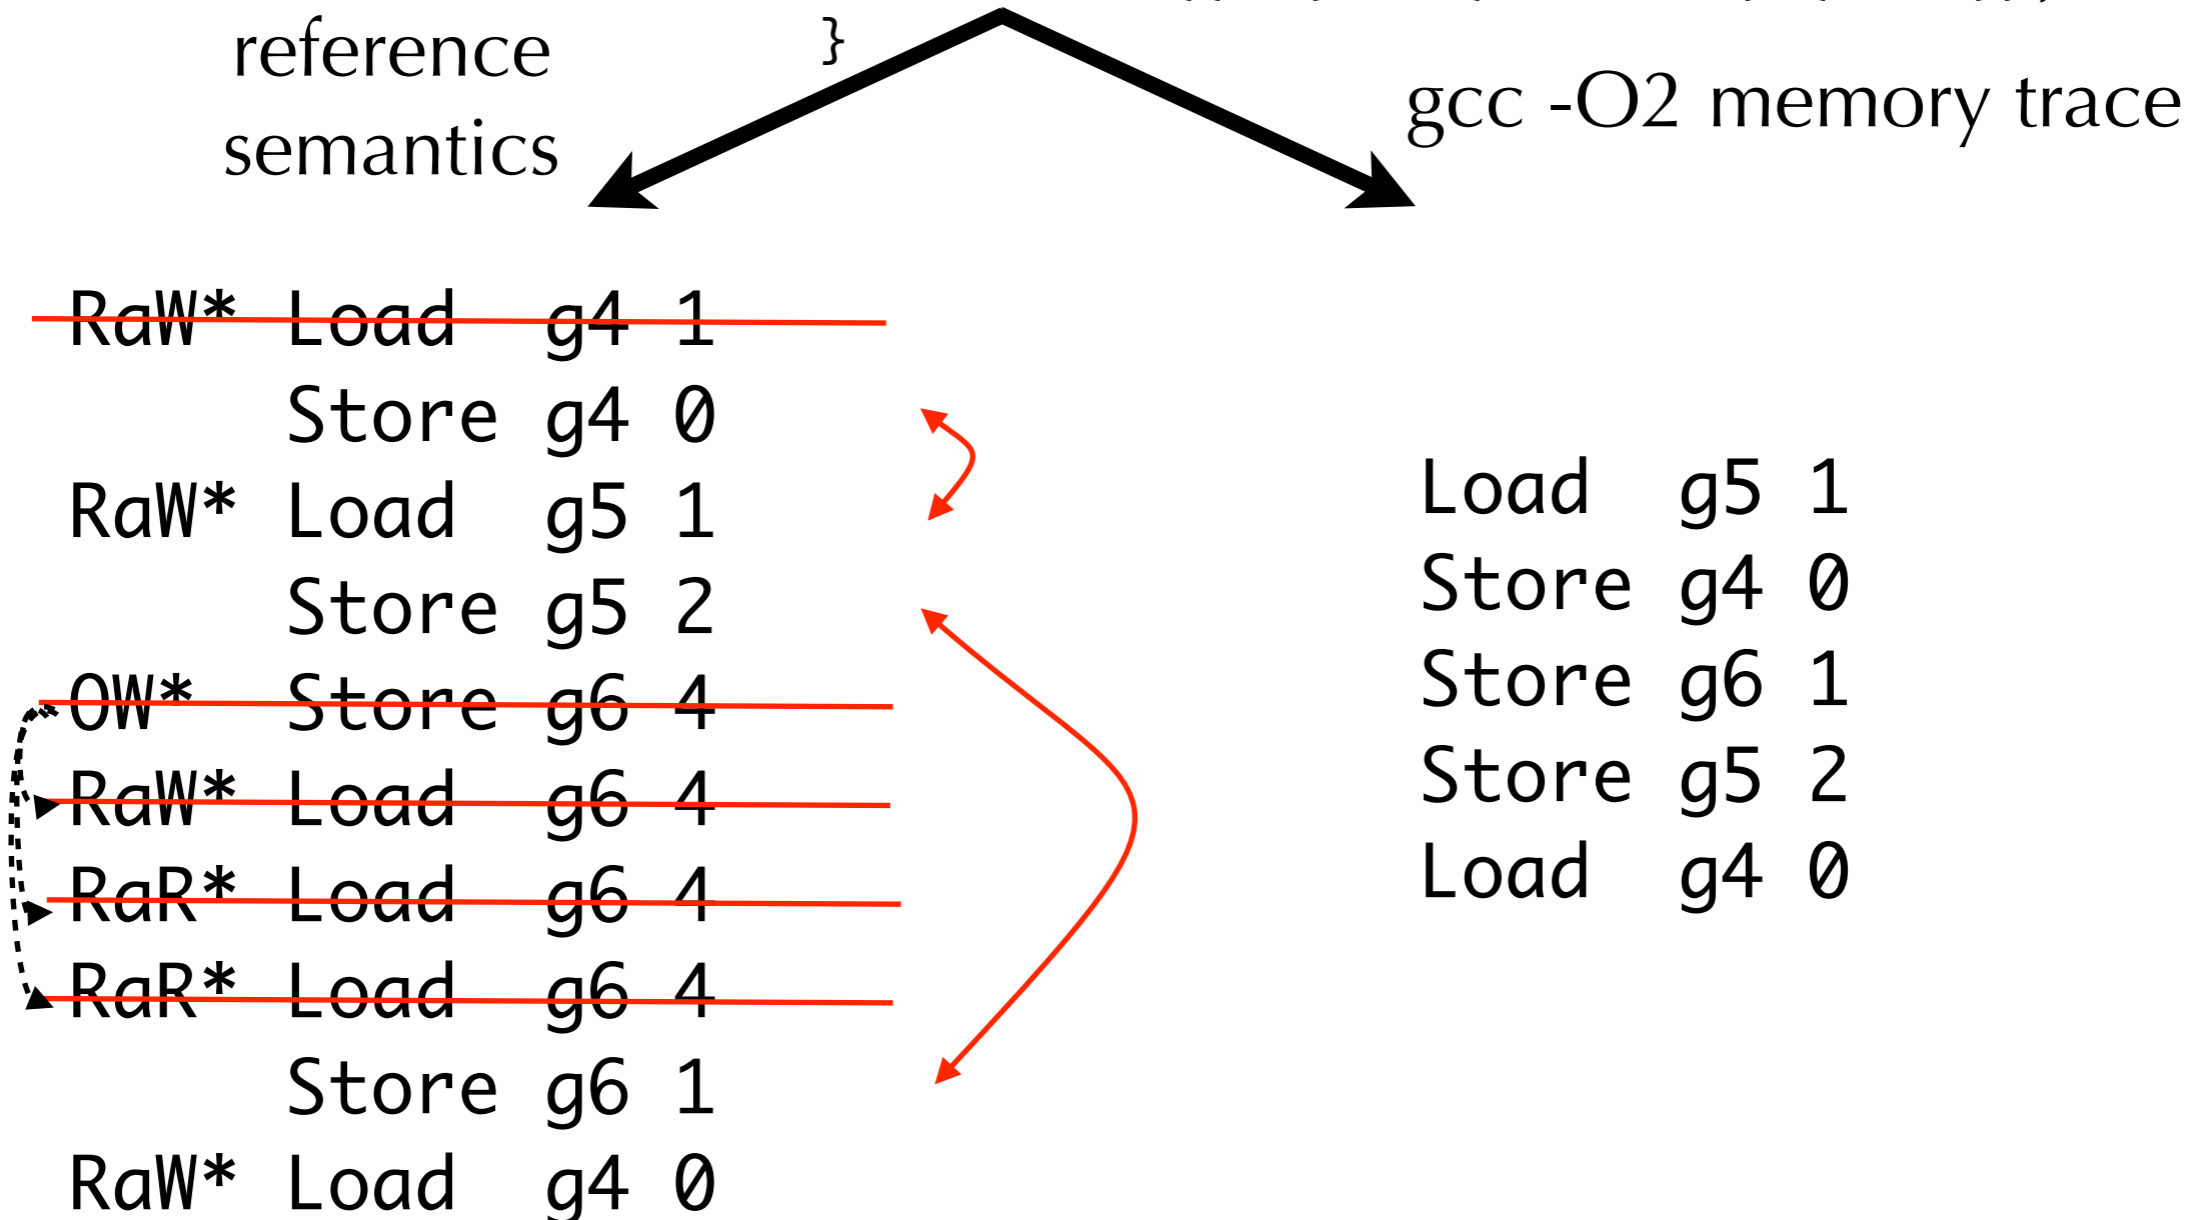 reference
semantics
}
gcc -O2 memory trace
RaW* Load g4 1
Store g4 0
RaW* Load g5 1
Store g5 2
OW* Store g6 4
RaW* Load g6 4
RaR* Load g6 4
RaR* Load g6 4
Store g6 1
RaW* Load g4 0
Load g5 1
Store g4 0
Store g6 1
Store g5 2
Load g4 0